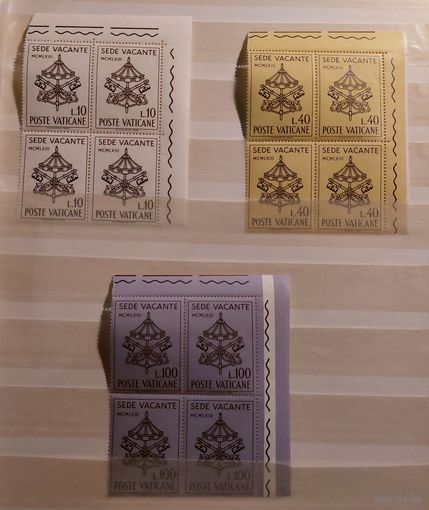 SEDE VACANTE SEDE VACANTE
MCMLXIII MCMLXIII
L.10 L.10
POSTE VATICANE POSTE VATICANE
SEDE VACANTE SEDE VACANTE
MCMLXIII MCMLXIII
L.10 L.10
POSTE VATICANE POSTE VATICANE
SEDE VACANTE SEDE VACANTE
MCMLXIII MCMLXIII
L.40 L.40
POSTE VATICANE POSTE VATICANE
SEDE VACANTE SEDE VACANTE
MCMLXIII MCMLXIII
L.40 L.40
POSTE VATICANE POSTE VATICANE
SEDE VACANTE SEDE VACANTE
MCMLXIII MCMLXIII
L.100 L.100
POSTE VATICANE POSTE VATICANE
SEDE VACANTE SEDE VACANTE
MCMLXIII MCMLXIII
L.100 L.100
POSTE VATICANE POSTE VATICANE
ay.by